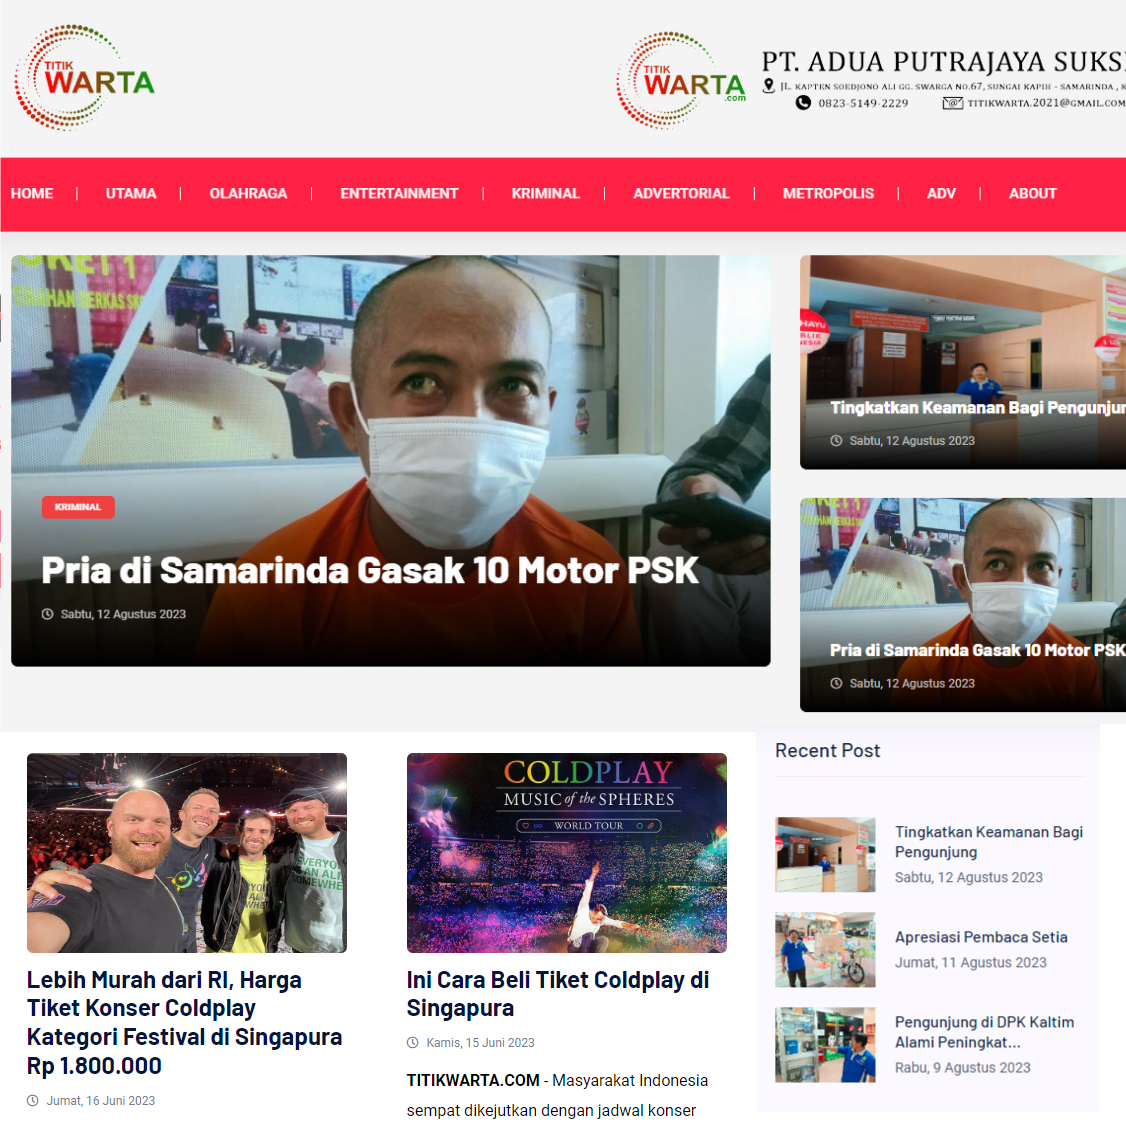 TITIK
WARTA
TITIK
WARTA
.com
PT. ADUA PUTRAJAYA SUKS
JL. KAPTEN SOEDJONO ALI GG. SWARGA NO.67, SUNGAI KAPIH - SAMARINDA , K
0823-5149-2229 TITIKWARTA.2021@GMAIL.COM
HOME | UTAMA | OLAHRAGA | ENTERTAINMENT | KRIMINAL | ADVERTORIAL | METROPOLIS | ADV | ABOUT
KRIMINAL
Pria di Samarinda Gasak 10 Motor PSK
Sabtu, 12 Agustus 2023
Tingkatkan Keamanan Bagi Pengunjun
Sabtu, 12 Agustus 2023
Pria di Samarinda Gasak 10 Motor PSK
Sabtu, 12 Agustus 2023
Lebih Murah dari RI, Harga
Tiket Konser Coldplay
Kategori Festival di Singapura
Rp 1.800.000
Jumat, 16 Juni 2023
COLDPLAY
MUSIC of the SPHERES
WORLD TOUR
Ini Cara Beli Tiket Coldplay di
Singapura
Kamis, 15 Juni 2023
TITIKWARTA.COM - Masyarakat Indonesia
sempat dikejutkan dengan jadwal konser
Recent Post
Tingkatkan Keamanan Bagi
Pengunjung
Sabtu, 12 Agustus 2023
Apresiasi Pembaca Setia
Jumat, 11 Agustus 2023
Pengunjung di DPK Kaltim
Alami Peningkat...
Rabu, 9 Agustus 2023